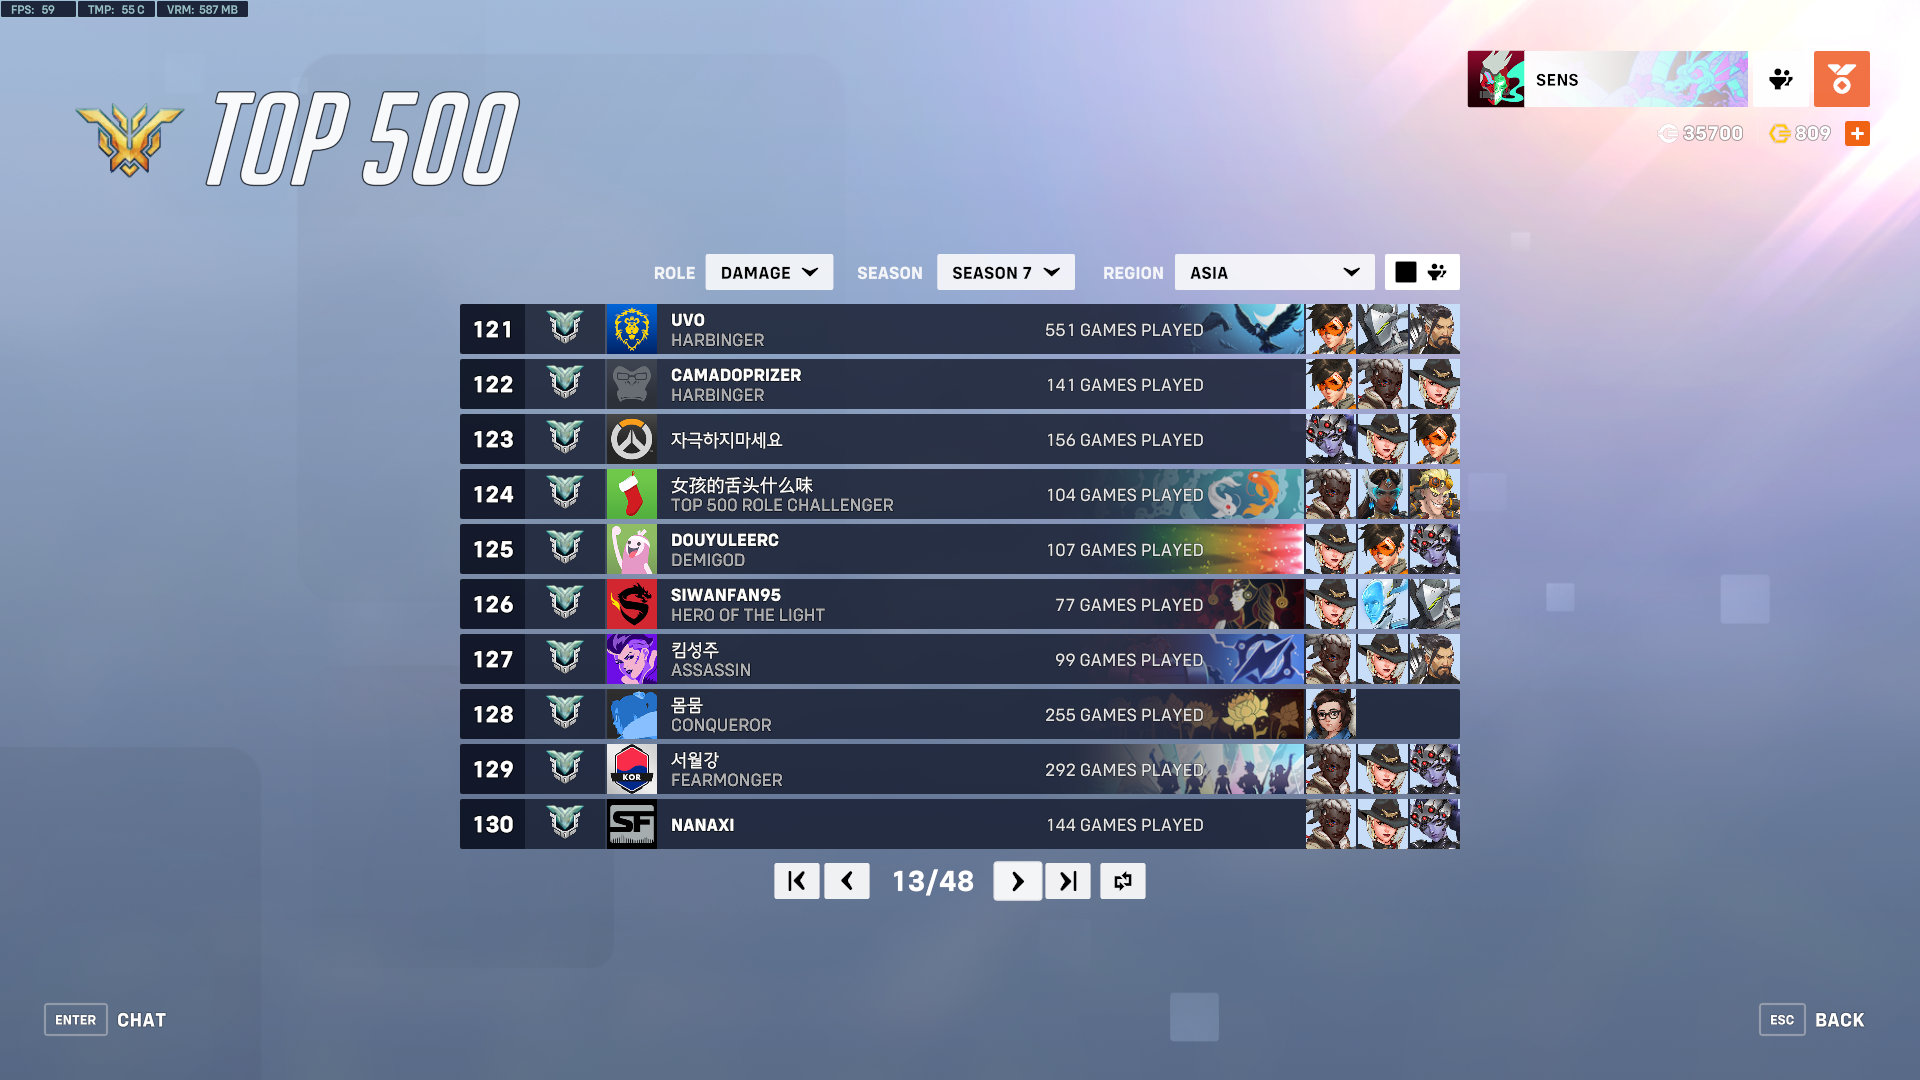 FPS: 59 TMP: 55 C VRM: 587 MB
TOP 500
SENS
35700 809
ROLE DAMAGE SEASON SEASON 7 REGION ASIA
121 UVO HARBINGER 551 GAMES PLAYED
122 CAMADOPRIZER HARBINGER 141 GAMES PLAYED
123 자극하지마세요 156 GAMES PLAYED
124 女孩的舌头什么味 TOP 500 ROLE CHALLENGER 104 GAMES PLAYED
125 DOUYULEERC DEMIGOD 107 GAMES PLAYED
126 SIWANFAN95 HERO OF THE LIGHT 77 GAMES PLAYED
127 킴성주 ASSASSIN 99 GAMES PLAYED
128 몸뭄 CONQUEROR 255 GAMES PLAYED
129 KOR 서월강 FEARMONGER 292 GAMES PLAYED
130 SF NANAXI 144 GAMES PLAYED
13/48
ENTER CHAT
ESC BACK